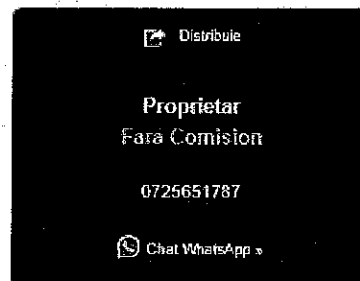 Distribuie
Proprietar
Fara Comision
0725651787
Chat WhatsApp »